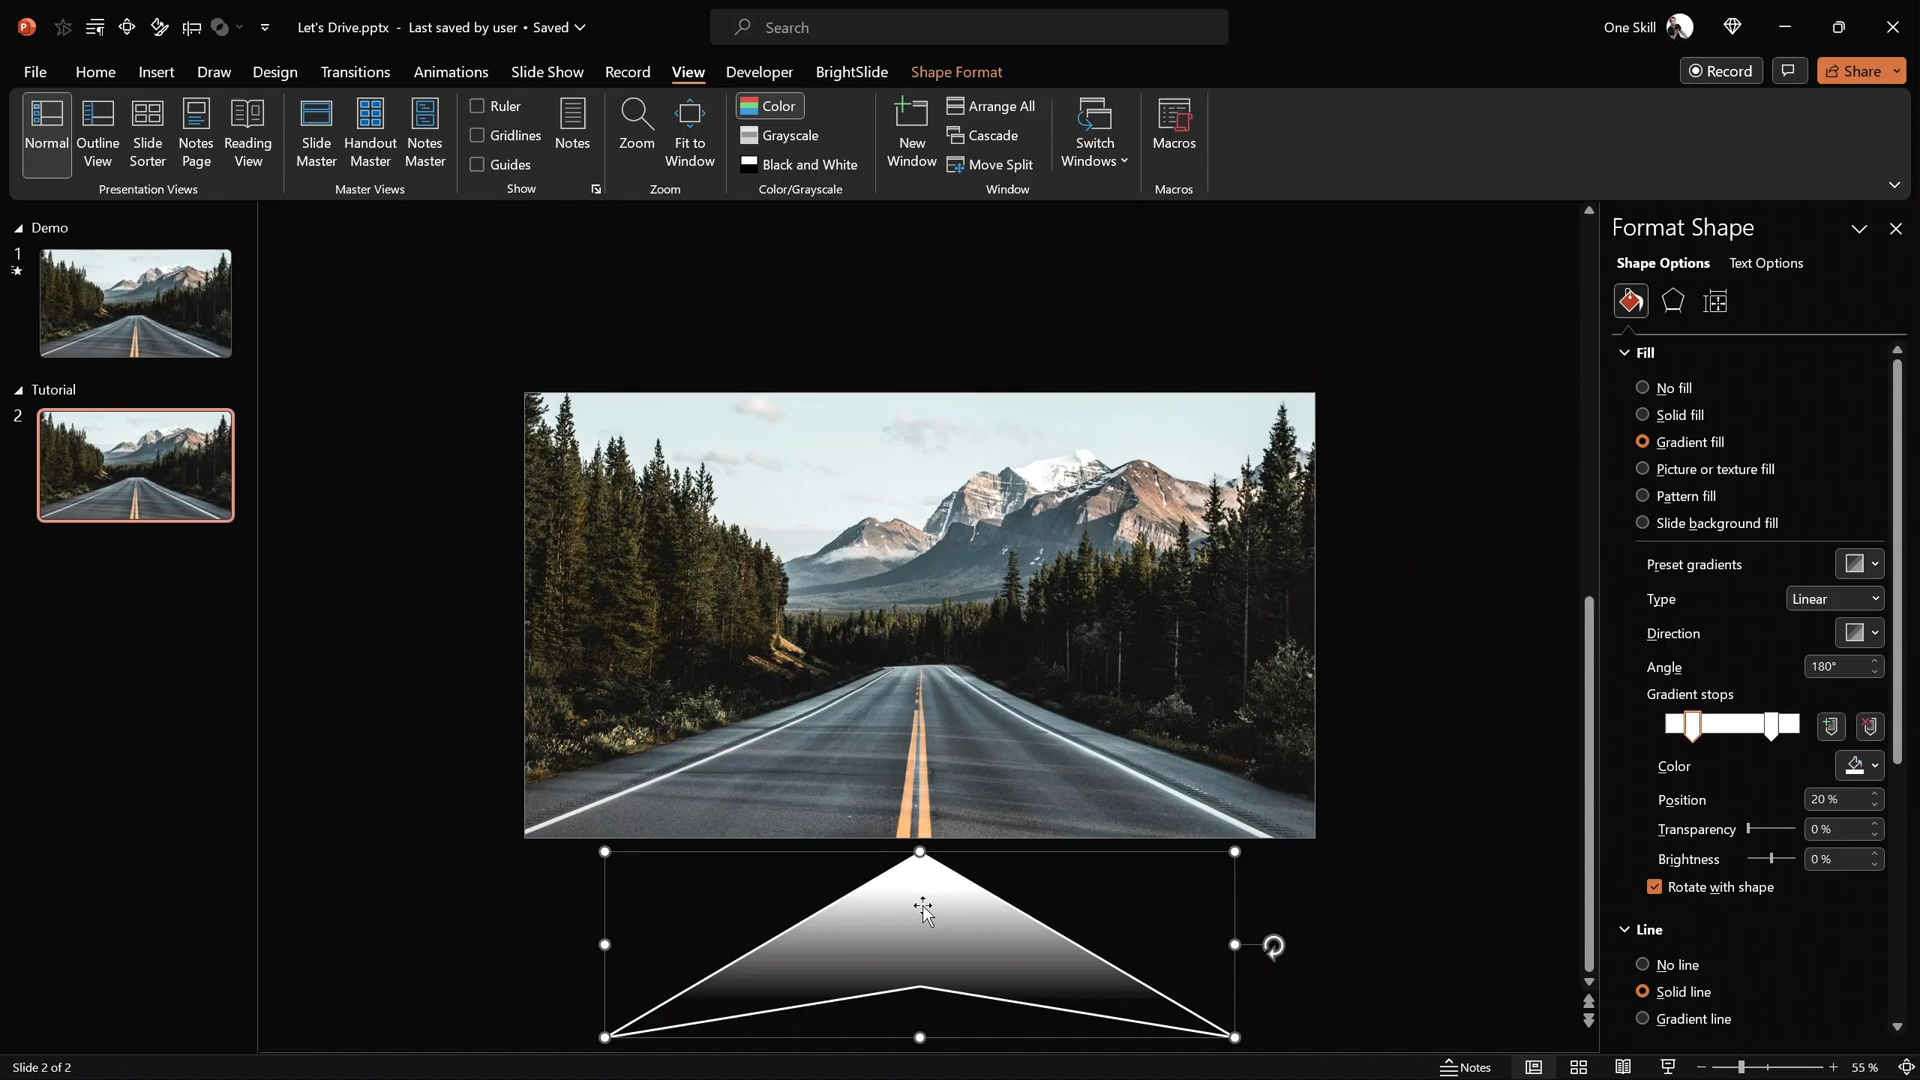 Let's Drive.pptx - Last saved by user • Saved
Search
One Skill
File Home Insert Draw Design Transitions Animations Slide Show Record View Developer BrightSlide Shape Format
Record
Share
Normal
Outline View
Slide Sorter
Notes Page
Reading View
Presentation Views
Slide Master
Handout Master
Notes Master
Master Views
Ruler
Gridlines
Guides
Notes
Show
Zoom
Fit to Window
Zoom
Color
Grayscale
Black and White
Color/Grayscale
New Window
Arrange All
Cascade
Move Split
Switch Windows
Window
Macros
Macros
Demo
1
Tutorial
2
Format Shape
Shape Options Text Options
Fill
No fill
Solid fill
Gradient fill
Picture or texture fill
Pattern fill
Slide background fill
Preset gradients
Type Linear
Direction
Angle 180°
Gradient stops
Color
Position 20 %
Transparency 0 %
Brightness 0 %
Rotate with shape
Line
No line
Solid line
Gradient line
Slide 2 of 2
Notes
55 %